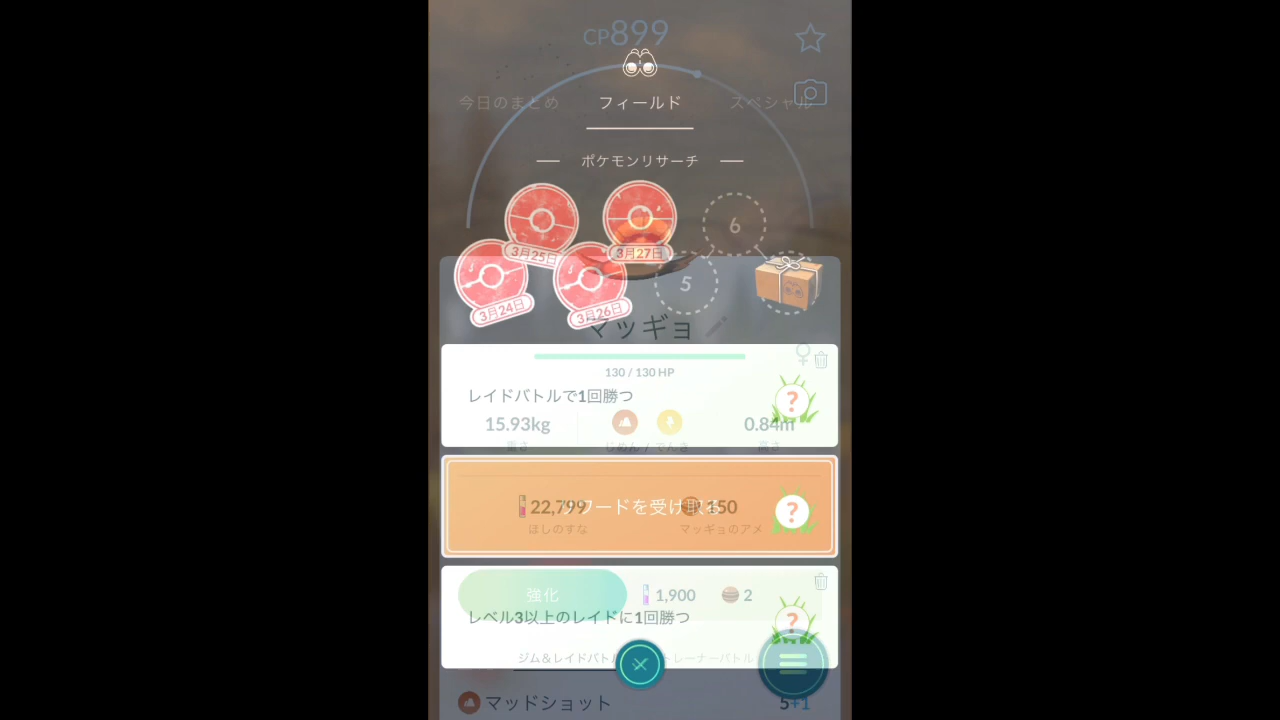 CP899
今日のまとめ フィールド スペシャル
ポケモンリサーチ
6
3月25日 3月27日
5
3月24日 3月26日
マッギョ
130 / 130 HP
レイドバトルで1回勝つ ?
15.93kg 0.84m
重さ じめん / でんき 高さ
22,799 リワードを受け取る 150 ?
ほしのすな マッギョのアメ
強化 1,900 2
レベル3以上のレイドに1回勝つ ?
ジム&レイドバトル トレーナーバトル
マッドショット 5+1